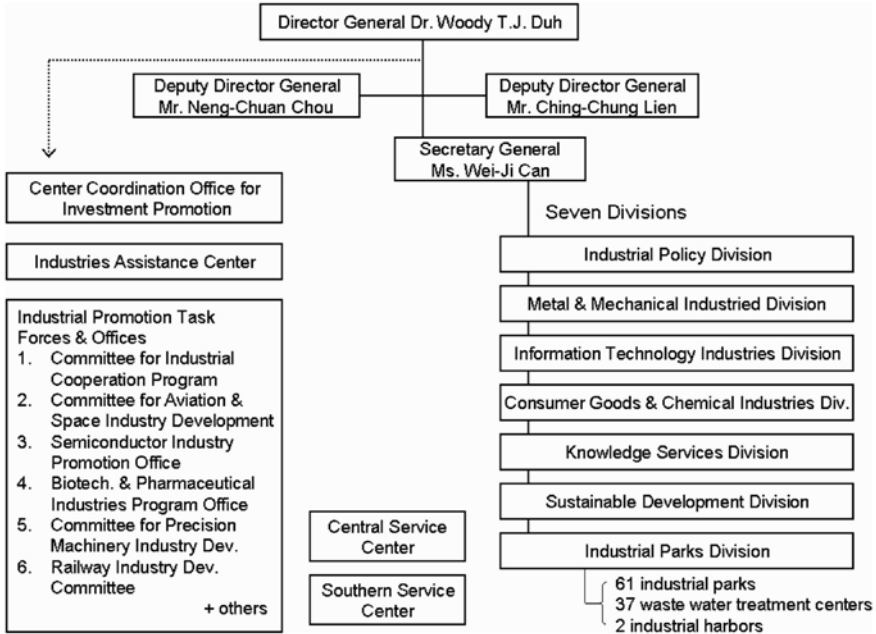 Director General Dr. Woody T.J. Duh
Deputy Director General
Mr. Neng-Chuan Chou
Deputy Director General
Mr. Ching-Chung Lien
Secretary General
Ms. Wei-Ji Can
Center Coordination Office for
Investment Promotion
Industries Assistance Center
Industrial Promotion Task
Forces & Offices
1. Committee for Industrial
Cooperation Program
2. Committee for Aviation &
Space Industry Development
3. Semiconductor Industry
Promotion Office
4. Biotech. & Pharmaceutical
Industries Program Office
5. Committee for Precision
Machinery Industry Dev.
6. Railway Industry Dev.
Committee
+ others
Central Service
Center
Southern Service
Center
Seven Divisions
Industrial Policy Division
Metal & Mechanical Industried Division
Information Technology Industries Division
Consumer Goods & Chemical Industries Div.
Knowledge Services Division
Sustainable Development Division
Industrial Parks Division
61 industrial parks
37 waste water treatment centers
2 industrial harbors